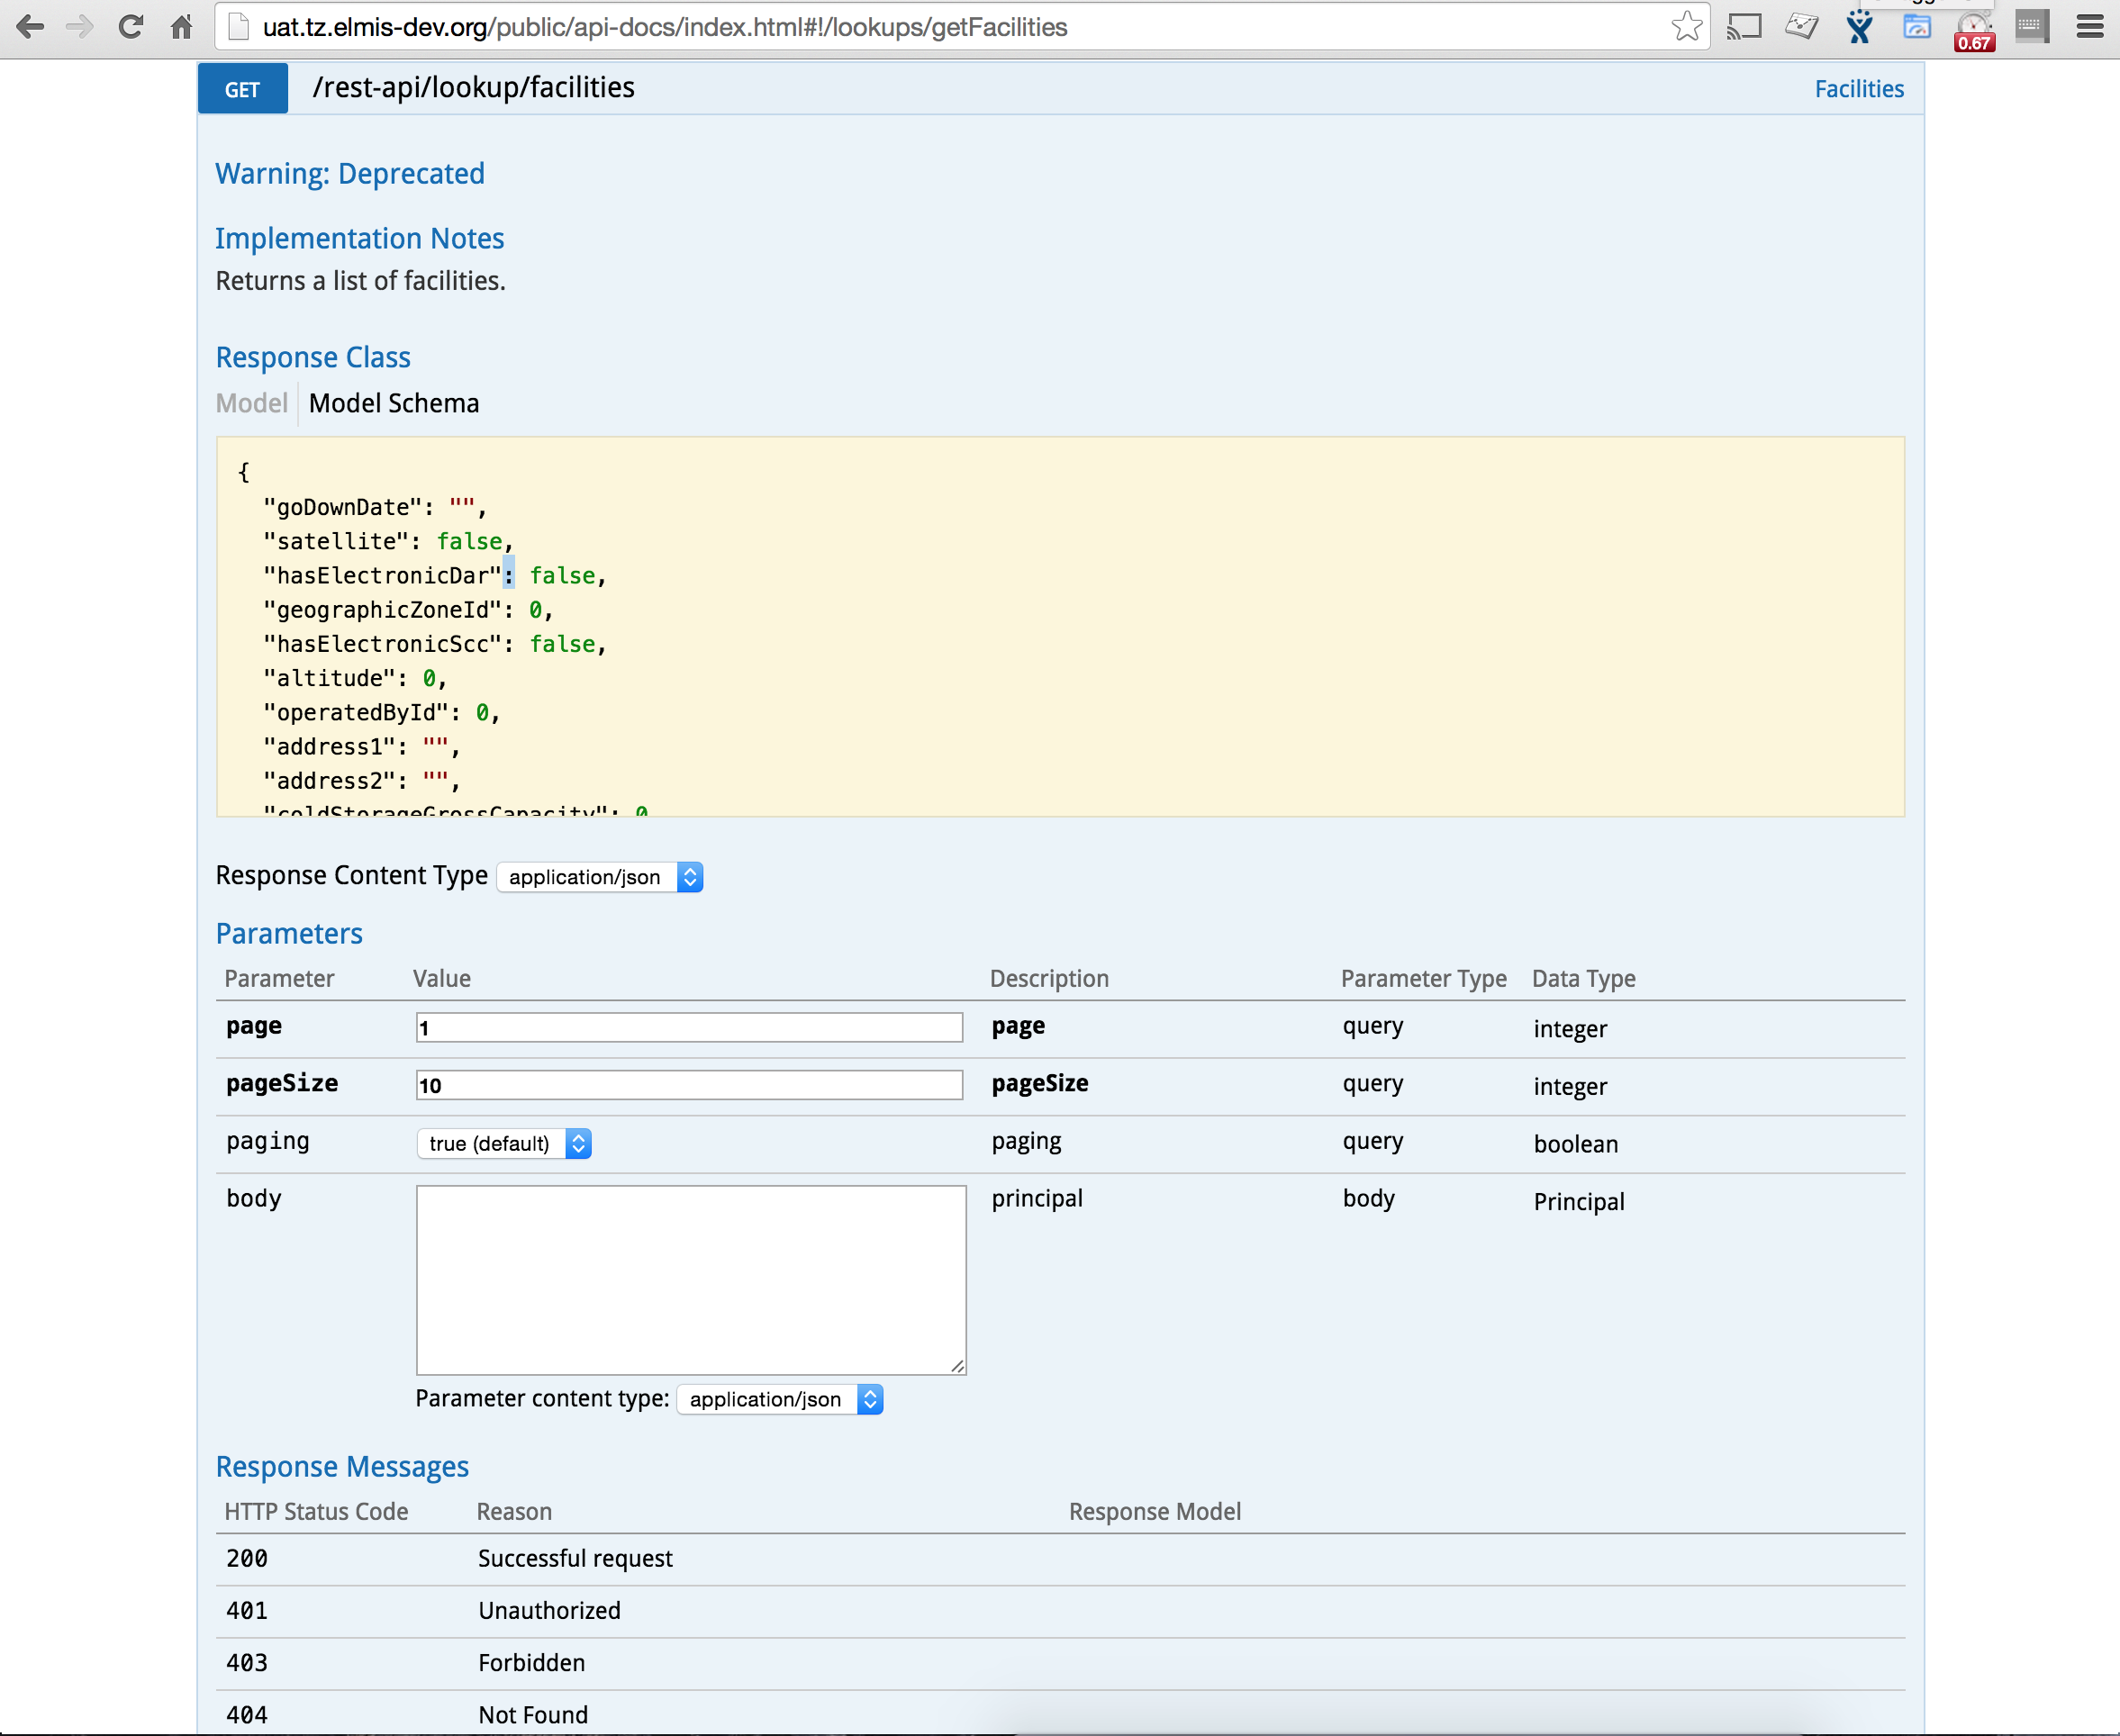 uat.tz.elmis-dev.org/public/api-docs/index.html#!/lookups/getFacilities
0.67
GET /rest-api/lookup/facilities Facilities
Warning: Deprecated
Implementation Notes
Returns a list of facilities.
Response Class
Model Model Schema
{
"goDownDate": "",
"satellite": false,
"hasElectronicDar": false,
"geographicZoneId": 0,
"hasElectronicScc": false,
"altitude": 0,
"operatedById": 0,
"address1": "",
"address2": "",
"coldStorageGrossCapacity": 0
Response Content Type application/json
Parameters
Parameter Value Description Parameter Type Data Type
page 1 page query integer
pageSize 10 pageSize query integer
paging true (default) paging query boolean
body principal body Principal
Parameter content type: application/json
Response Messages
HTTP Status Code Reason Response Model
200 Successful request
401 Unauthorized
403 Forbidden
404 Not Found